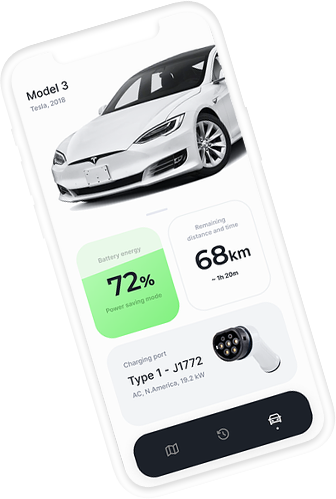 Model 3
Tesla, 2018
Battery energy
72%
Power saving mode
Remaining
distance and time
68km
~ 1h 20m
Charging port
Type 1 - J1772
AC, N.America, 19.2 kW